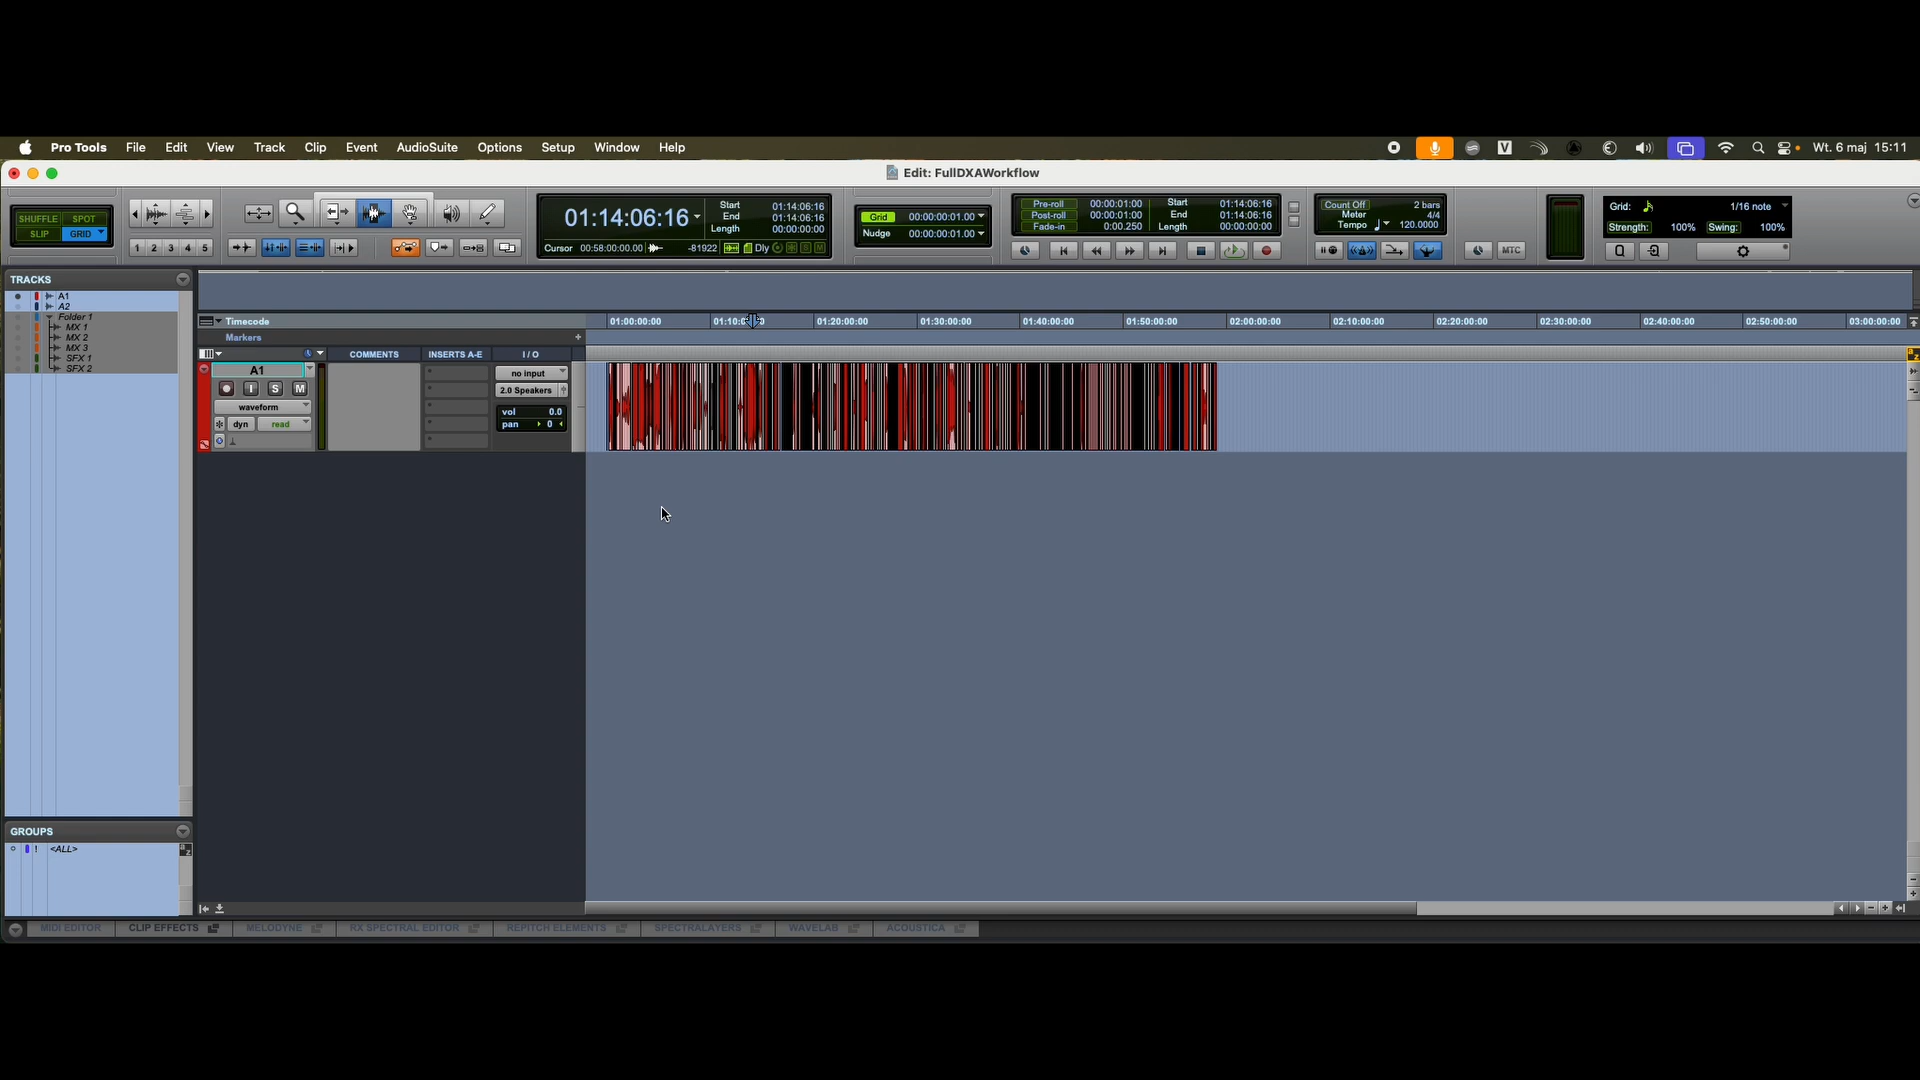 Pro Tools File Edit View Track Clip Event AudioSuite Options Setup Window Help V Wt. 6 maj 15:11
Edit: FullDXAWorkflow
SHUFFLE SPOT
SLIP GRID
1 2 3 4 5
01:14:06:16
Start 01:14:06:16
End 01:14:06:16
Length 00:00:00:00
Cursor 00:58:00:00.00 -81922 Dly S M
Grid 00:00:00:01.00
Nudge 00:00:00:01.00
Pre-roll 00:00:01:00 Start 01:14:06:16
Post-roll 00:00:01:00 End 01:14:06:16
Fade-in 0:00.250 Length 00:00:00:00
Count Off 2 bars
Meter 4/4
Tempo 120.0000
MTC
Grid: 1/16 note
Strength: 100% Swing: 100%
Q
TRACKS
A1
A2
Folder 1
MX 1
MX 2
MX 3
SFX 1
SFX 2
GROUPS
! <ALL>
a
z
Timecode 01:00:00:00 01:20:00:00 01:30:00:00 01:40:00:00 01:50:00:00 02:00:00:00 02:10:00:00 02:20:00:00 02:30:00:00 02:40:00:00 02:50:00:00 03:00:00:00
Markers +
COMMENTS INSERTS A-E I / O
A1 no input
I S M 2.0 Speakers
waveform vol 0.0
dyn read pan 0
MIDI EDITOR CLIP EFFECTS MELODYNE RX SPECTRAL EDITOR REPITCH ELEMENTS SPECTRALAYERS WAVELAB ACOUSTICA